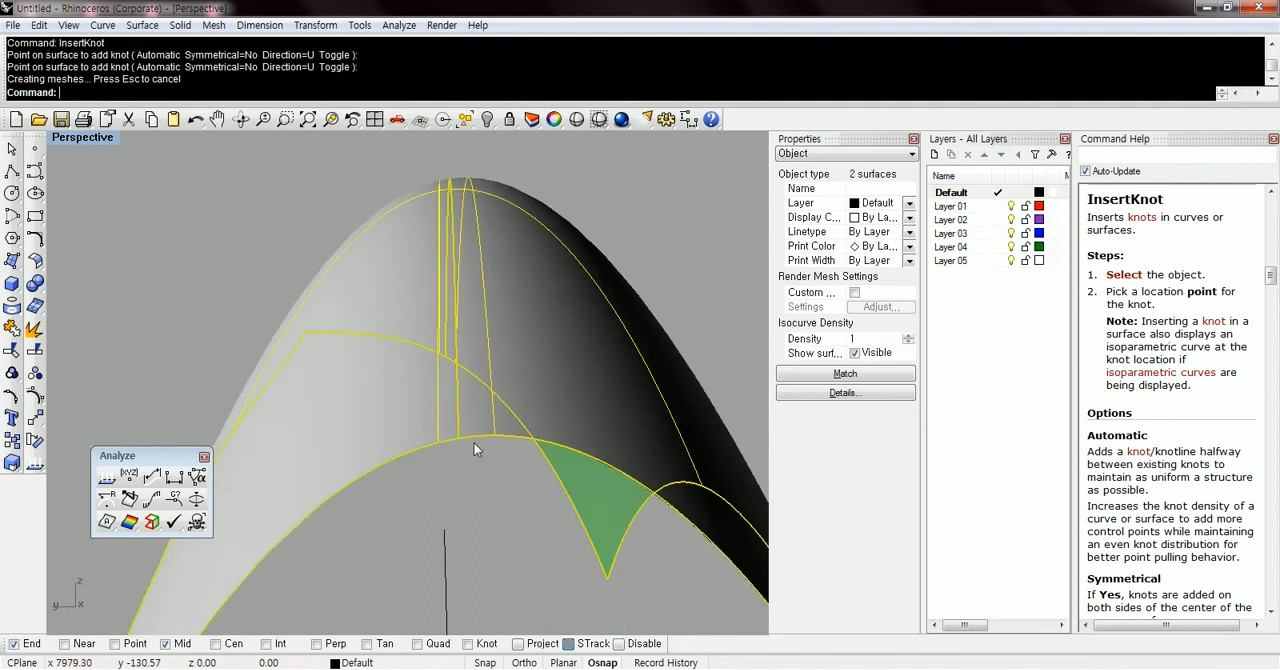 Untitled - Rhinoceros (Corporate) - [Perspective]
File Edit View Curve Surface Solid Mesh Dimension Transform Tools Analyze Render Help
Command: InsertKnot
Point on surface to add knot ( Automatic Symmetrical=No Direction=U Toggle ):
Point on surface to add knot ( Automatic Symmetrical=No Direction=U Toggle ):
Creating meshes... Press Esc to cancel
Command:
Perspective
Properties
Object
Object type 2 surfaces
Name
Layer Default
Display C... By La...
Linetype By Layer
Print Color By La...
Print Width By Layer
Render Mesh Settings
Custom ...
Settings Adjust,,,
Isocurve Density
Density 1
Show surf... Visible
Match
Details...
Layers - All Layers
Name M
Default
Layer 01
Layer 02
Layer 03
Layer 04
Layer 05
Command Help
Auto-Update
InsertKnot
Inserts knots in curves or
surfaces.
Steps:
1. Select the object.
2. Pick a location point for
the knot.
Note: Inserting a knot in a
surface also displays an
isoparametric curve at the
knot location if
isoparametric curves are
being displayed.
Options
Automatic
Adds a knot/knotline halfway
between existing knots to
maintain as uniform a structure
as possible.
Increases the knot density of a
curve or surface to add more
control points while maintaining
an even knot distribution for
better point pulling behavior.
Symmetrical
If Yes, knots are added on
both sides of the center of the
Analyze
z
y x
End Near Point Mid Cen Int Perp Tan Quad Knot Project STrack Disable
CPlane x 7979.30 y -130.57 z 0.00 0.00 Default Snap Ortho Planar Osnap Record History